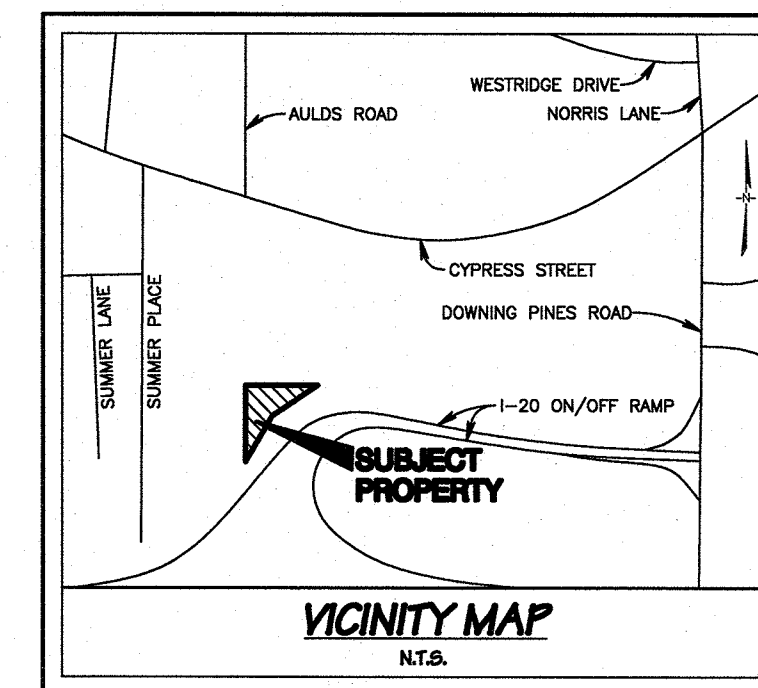 WESTRIDGE DRIVE
AULDS ROAD
NORRIS LANE
N
CYPRESS STREET
SUMMER LANE
SUMMER PLACE
DOWNING PINES ROAD
I-20 ON/OFF RAMP
SUBJECT
PROPERTY
VICINITY MAP
N.T.S.